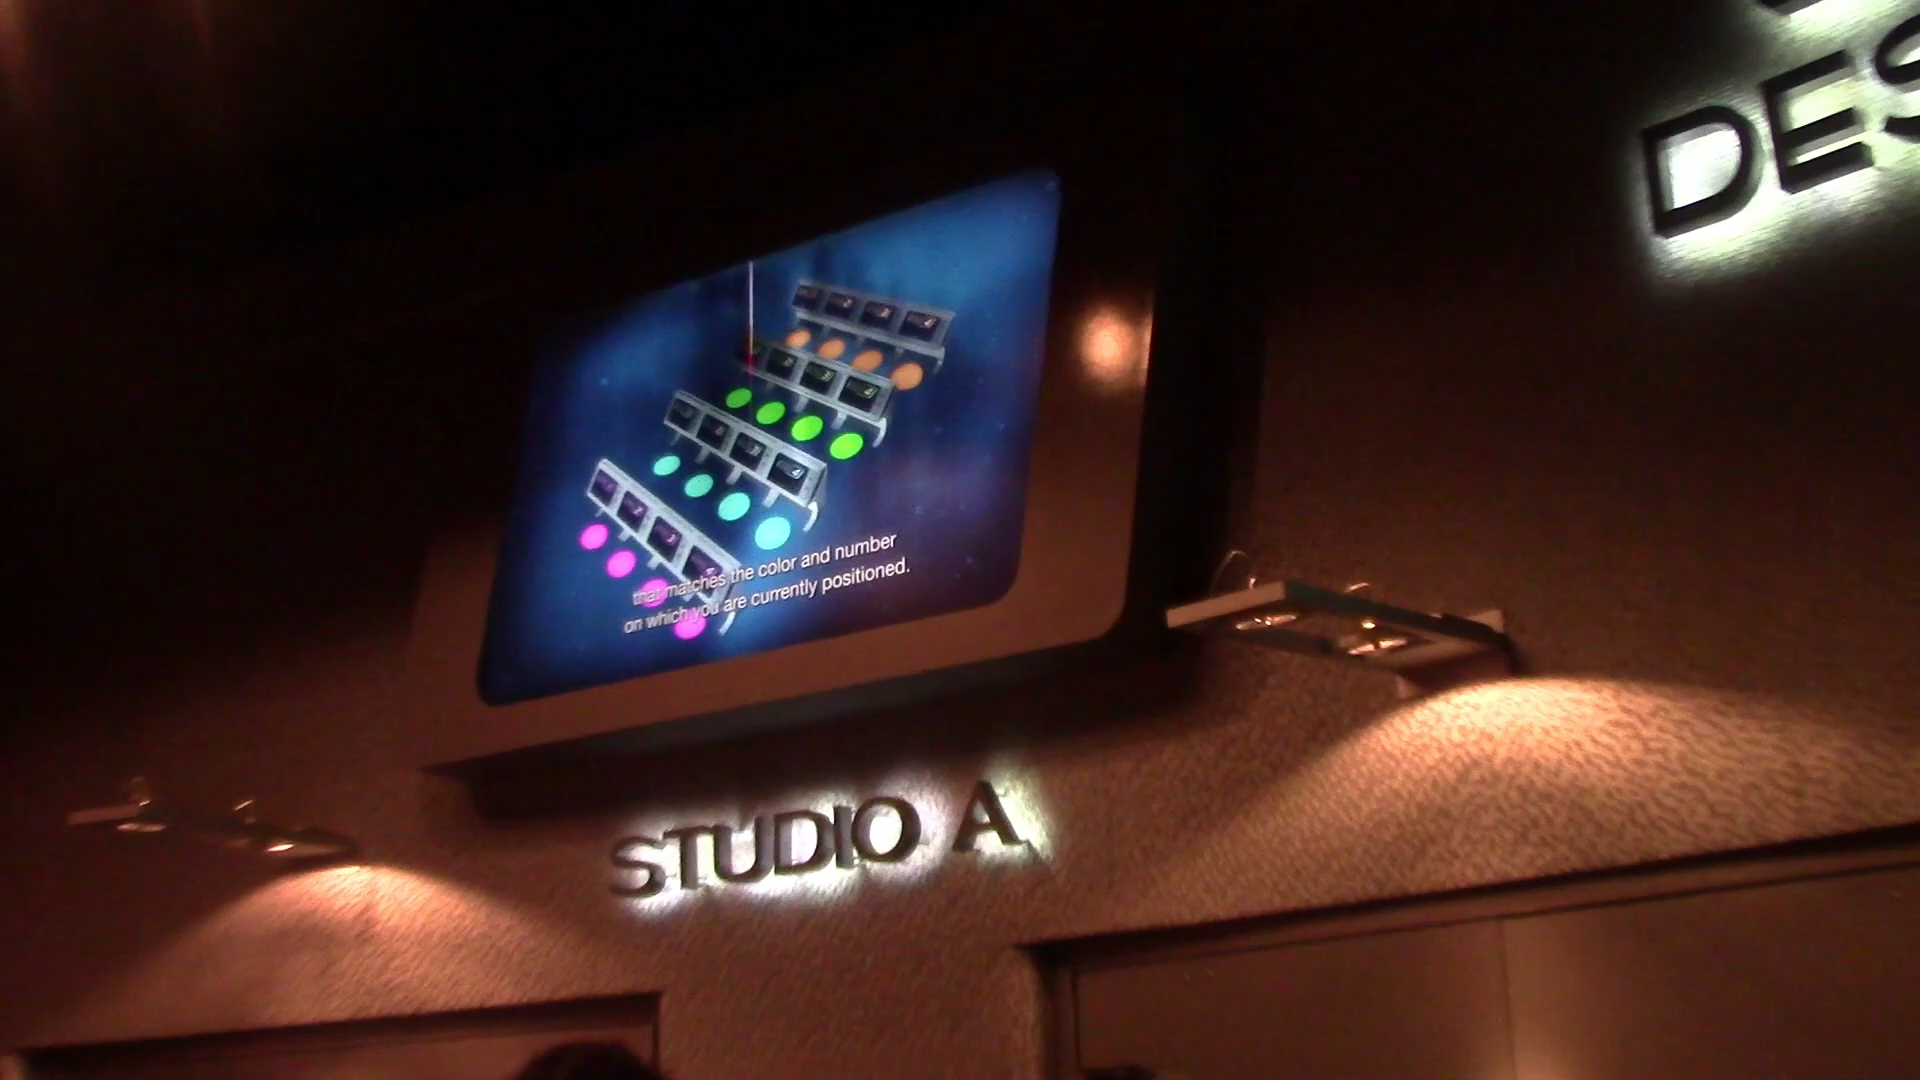 DES
that matches the color and number
on which you are currently positioned.
STUDIO A